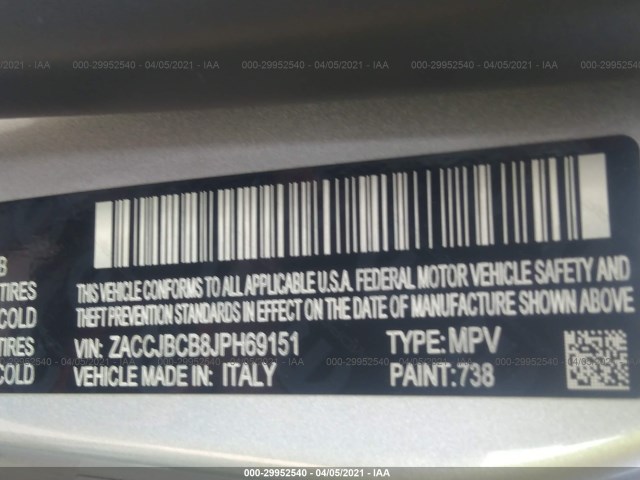 000-29952540 - 04/05/2021 - IAA
B
TIRES
COLD
TIRES
COLD
THIS VEHICLE CONFORMS TO ALL APPLICABLE U.S.A. FEDERAL MOTOR VEHICLE SAFETY AND
THEFT PREVENTION STANDARDS IN EFFECT ON THE DATE OF MANUFACTURE SHOWN ABOVE
VIN: ZACCJBCB8JPH69151 TYPE: MPV
VEHICLE MADE IN: ITALY PAINT: 738
000-29952540 - 04/05/2021 - IAA